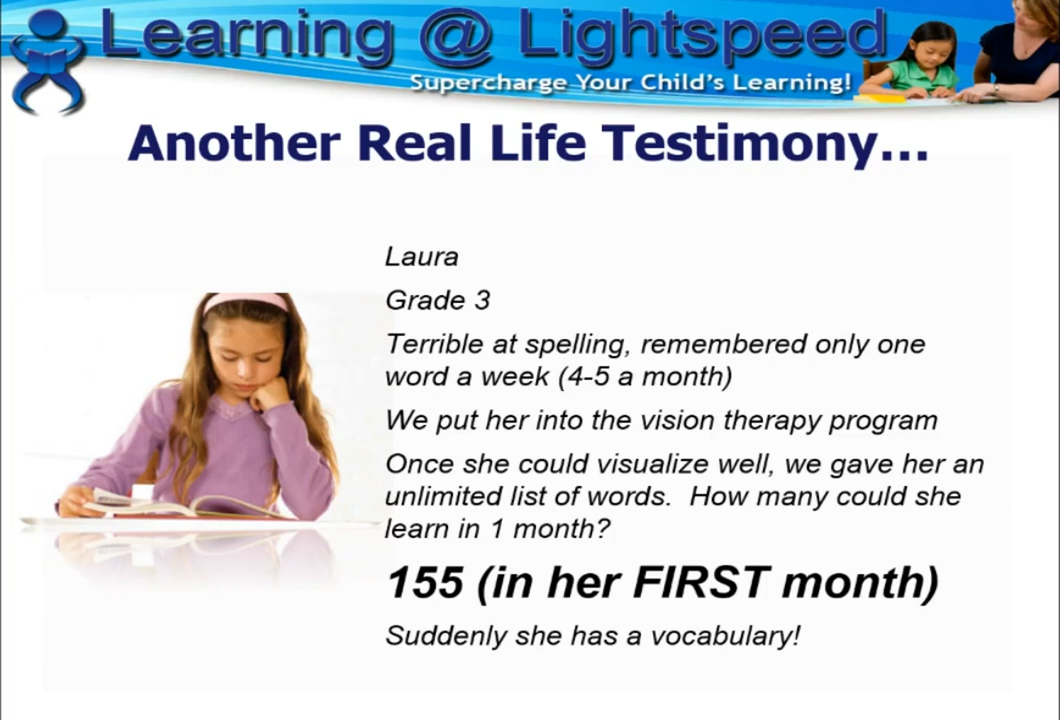 Learning @ Lightspeed
Supercharge Your Child's Learning!
Another Real Life Testimony...
Laura
Grade 3
Terrible at spelling, remembered only one
word a week (4-5 a month)
We put her into the vision therapy program
Once she could visualize well, we gave her an
unlimited list of words.  How many could she
learn in 1 month?
155 (in her FIRST month)
Suddenly she has a vocabulary!